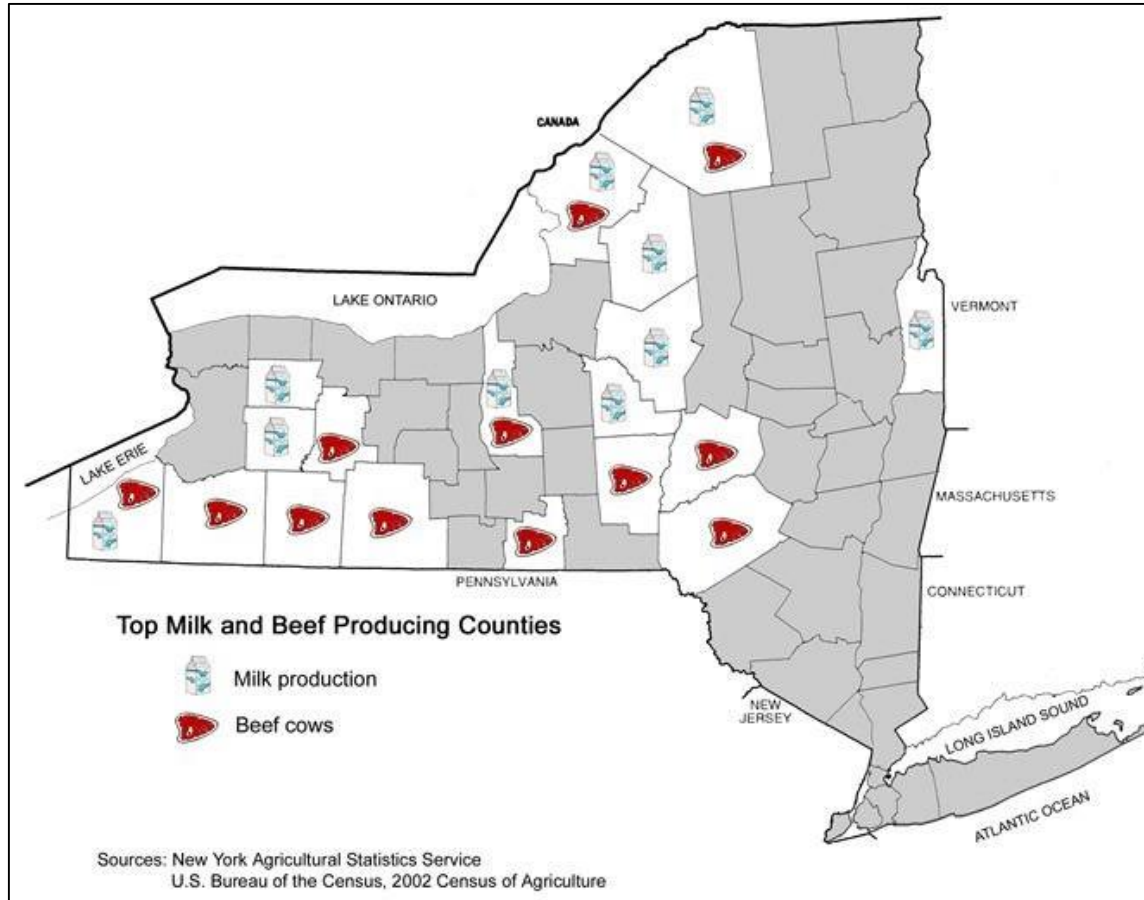 CANADA
LAKE ONTARIO
VERMONT
LAKE ERIE
MASSACHUSETTS
PENNSYLVANIA
CONNECTICUT
Top Milk and Beef Producing Counties
Milk production
Beef cows
NEW
JERSEY
LONG ISLAND SOUND
ATLANTIC OCEAN
Sources: New York Agricultural Statistics Service
U.S. Bureau of the Census, 2002 Census of Agriculture